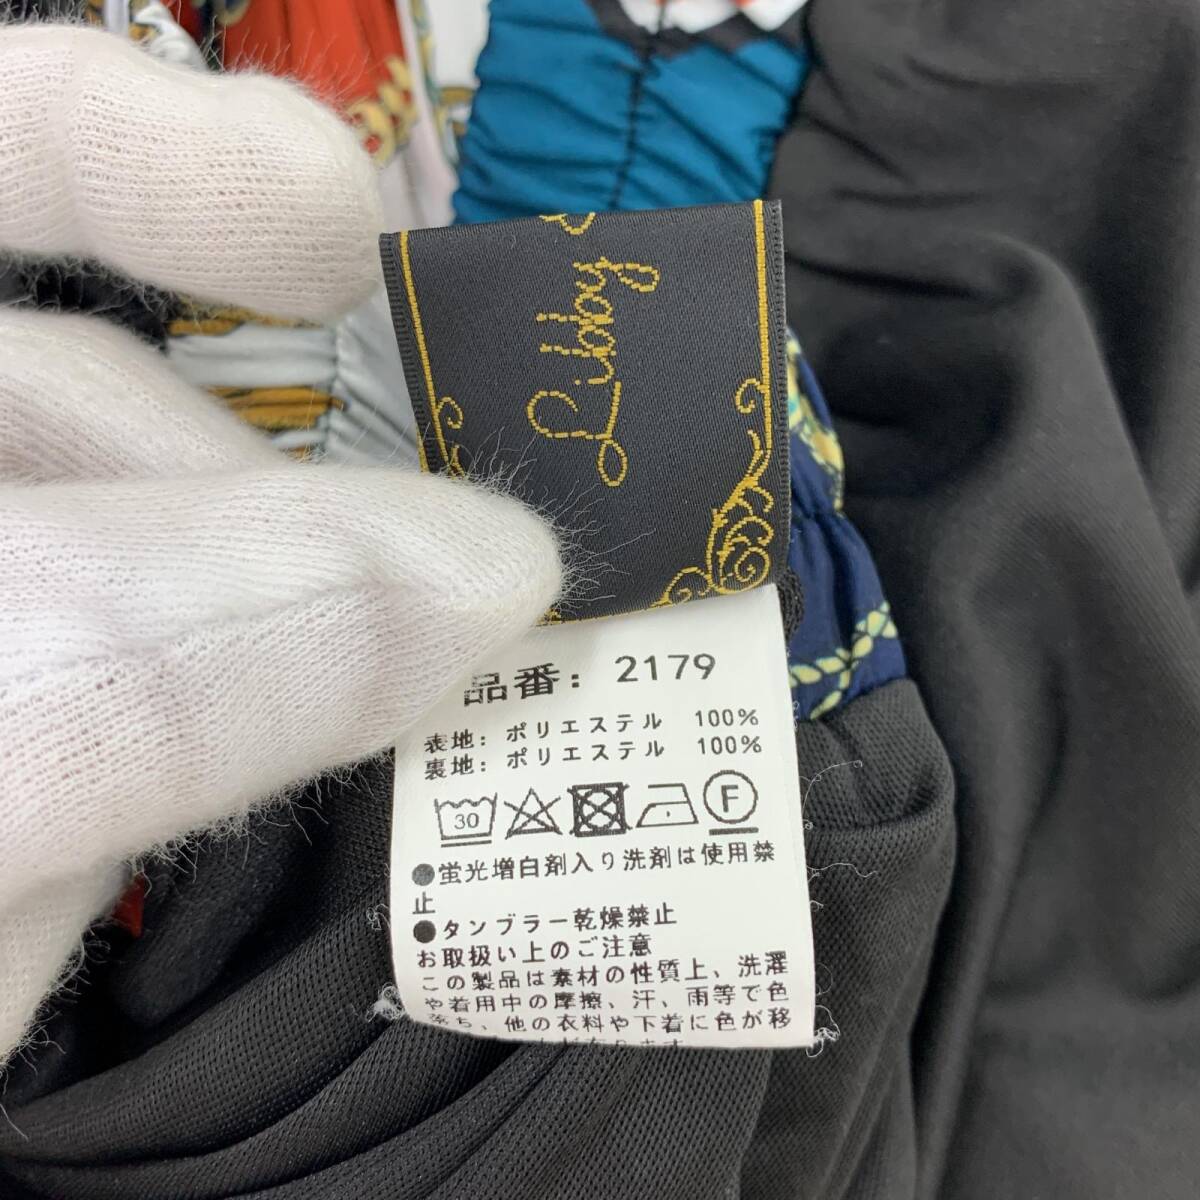 Libby
品番: 2179
表地: ポリエステル 100%
裏地: ポリエステル 100%
30
F
●蛍光増白剤入り洗剤は使用禁
止
●タンブラー乾燥禁止
お取扱い上のご注意
この製品は素材の性質上、洗濯
や着用中の摩擦、汗、雨等で色
落ち、他の衣料や下着に色が移